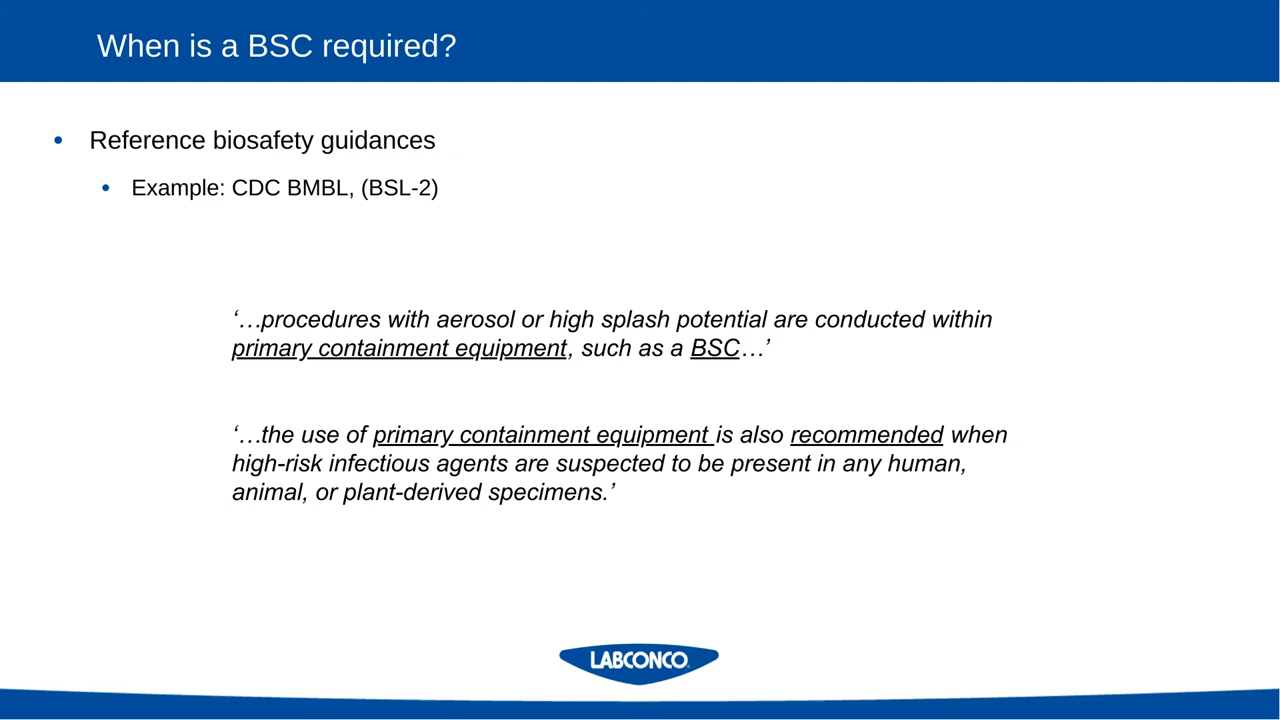 When is a BSC required?
• Reference biosafety guidances
• Example: CDC BMBL, (BSL-2)
‘…procedures with aerosol or high splash potential are conducted within
primary containment equipment, such as a BSC…’
‘…the use of primary containment equipment is also recommended when
high-risk infectious agents are suspected to be present in any human,
animal, or plant-derived specimens.’
LABCONCO